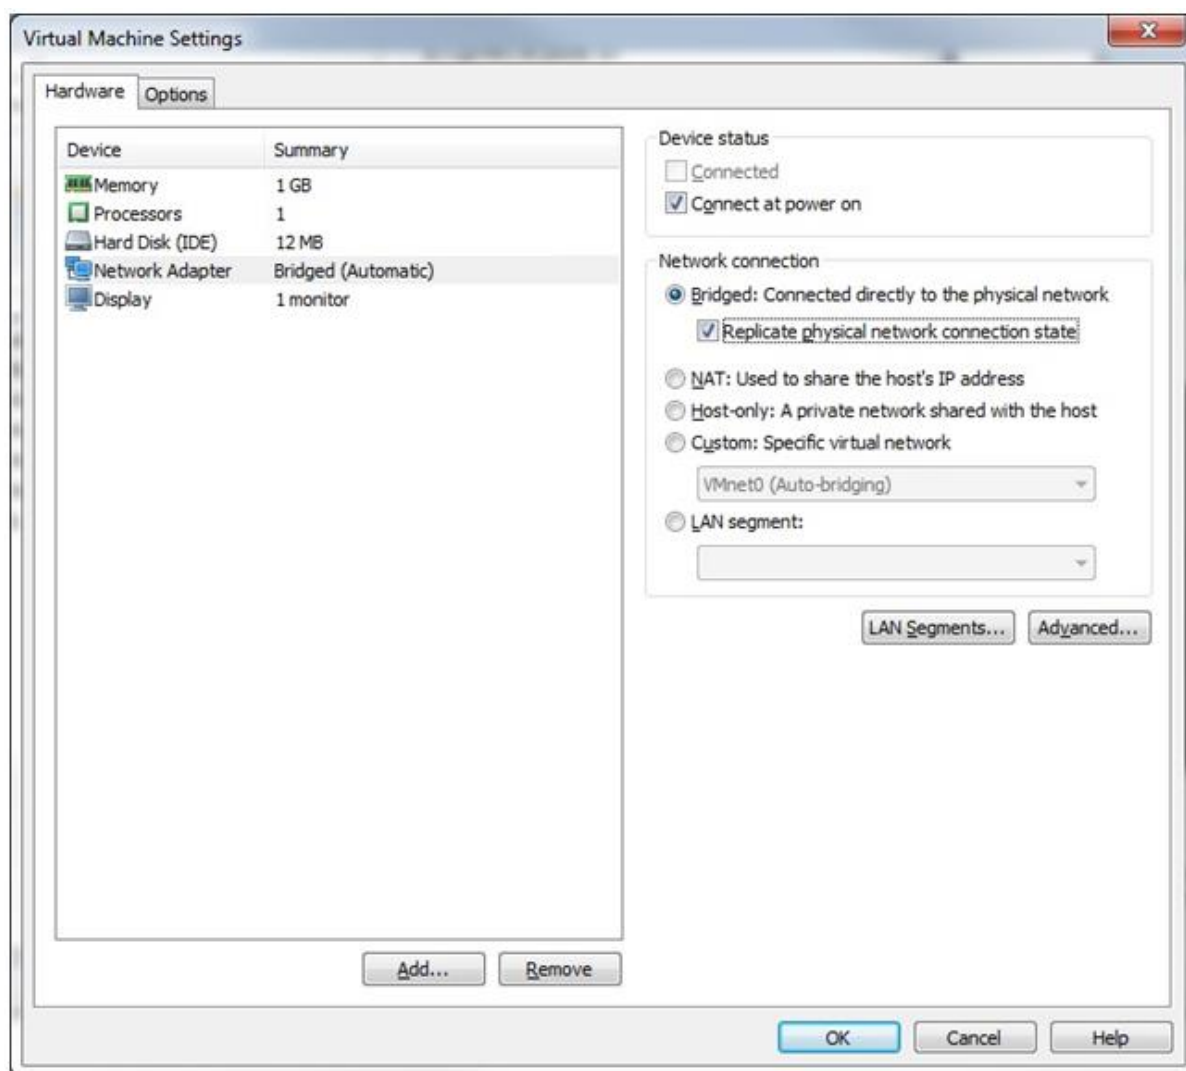 Virtual Machine Settings
Hardware Options
Device Summary
Memory 1 GB
Processors 1
Hard Disk (IDE) 12 MB
Network Adapter Bridged (Automatic)
Display 1 monitor
Add... Remove
Device status
Connected
Connect at power on
Network connection
Bridged: Connected directly to the physical network
Replicate physical network connection state
NAT: Used to share the host's IP address
Host-only: A private network shared with the host
Custom: Specific virtual network
VMnet0 (Auto-bridging)
LAN segment:
LAN Segments... Advanced...
OK Cancel Help